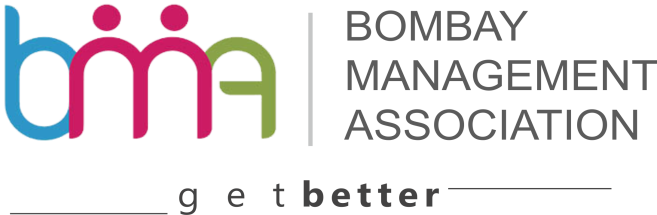 bma
BOMBAY
MANAGEMENT
ASSOCIATION
get better